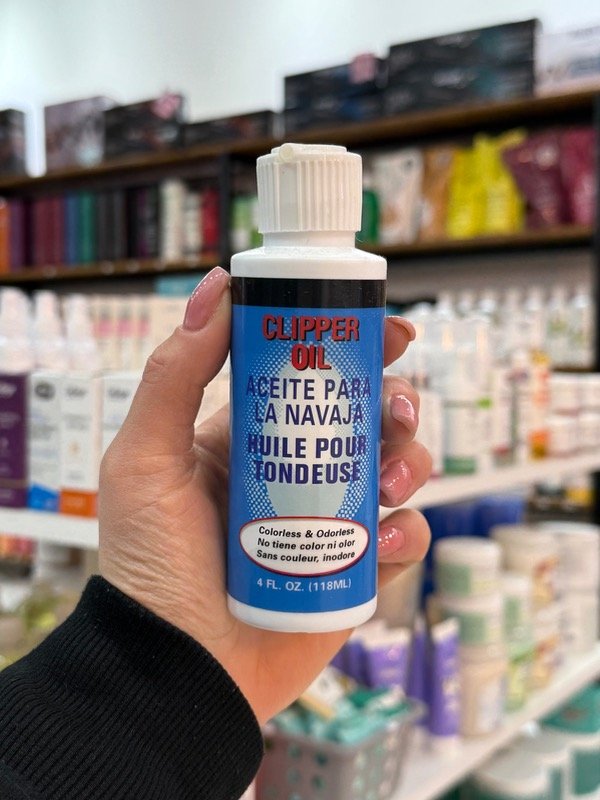 CLIPPER
OIL
ACEITE PARA
LA NAVAJA
HUILE POUR
TONDEUSE
Colorless & Odorless
No tiene color ni olor
Sans couleur, inodore
4 FL. OZ. (118ML)